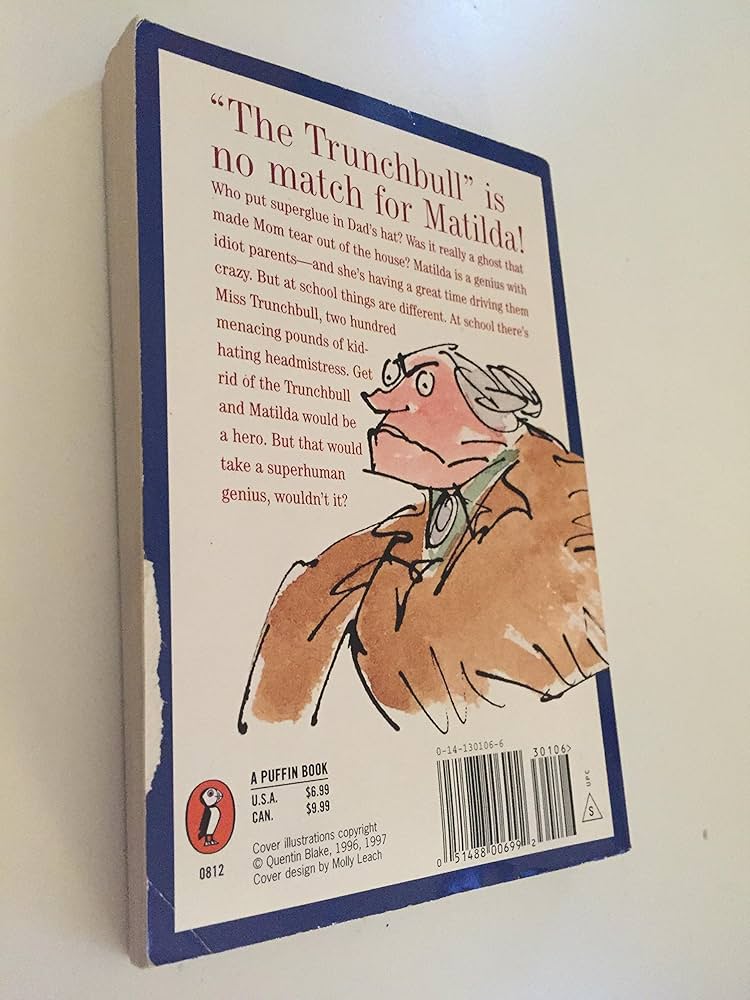 “The Trunchbull” is
no match for Matilda!
Who put superglue in Dad's hat? Was it really a ghost that
made Mom tear out of the house? Matilda is a genius with
idiot parents—and she's having a great time driving them
crazy. But at school things are different. At school there's
Miss Trunchbull, two hundred
menacing pounds of kid-
hating headmistress. Get
rid of the Trunchbull
and Matilda would be
a hero. But that would
take a superhuman
genius, wouldn't it?
A PUFFIN BOOK
U.S.A. $6.99
CAN. $9.99
0812
Cover illustrations copyright
© Quentin Blake, 1996, 1997
Cover design by Molly Leach
0-14-130106-6
30106>
0 51488 00699 2
UPC
S